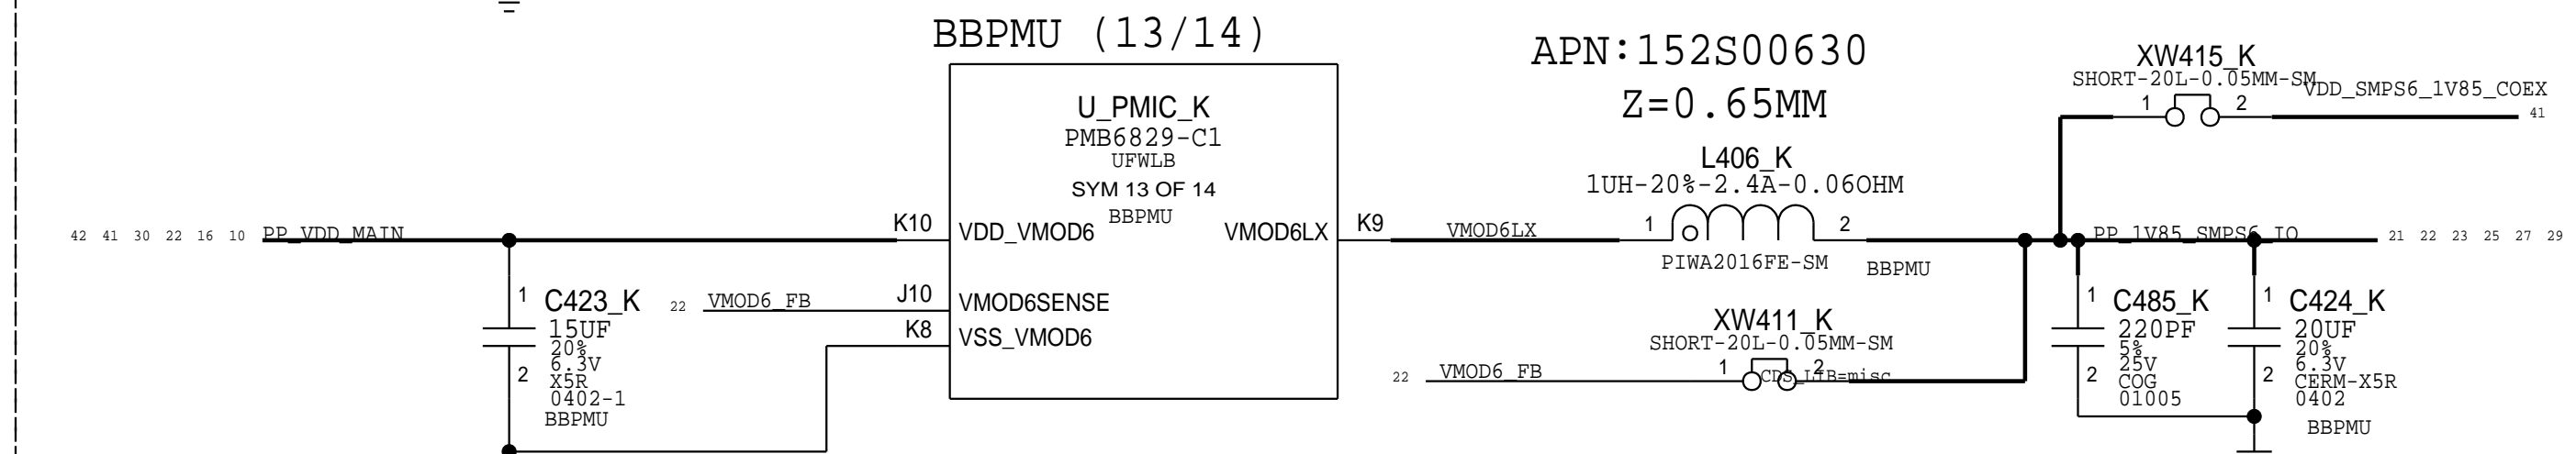 BBPMU (13/14)
APN:152S00630
Z=0.65MM
XW415_K
SHORT-20L-0.05MM-SM
VDD_SMPS6_1V85_COEX
1
2
41
U_PMIC_K
PMB6829-C1
UFWLB
SYM 13 OF 14
BBPMU
L406_K
1UH-20%-2.4A-0.06OHM
1
2
PIWA2016FE-SM
BBPMU
42 41 30 22 16 10
PP_VDD_MAIN
K10
VDD_VMOD6
VMOD6LX
K9
VMOD6LX
PP_1V85_SMPS6_IO
21 22 23 25 27 29
1
C423_K
15UF
20%
6.3V
2
X5R
0402-1
BBPMU
22
VMOD6_FB
J10
VMOD6SENSE
K8
VSS_VMOD6
XW411_K
SHORT-20L-0.05MM-SM
22
VMOD6_FB
1
2
CDS_LIB=misc
1
C485_K
220PF
5%
25V
2
COG
01005
1
C424_K
20UF
20%
6.3V
2
CERM-X5R
0402
BBPMU